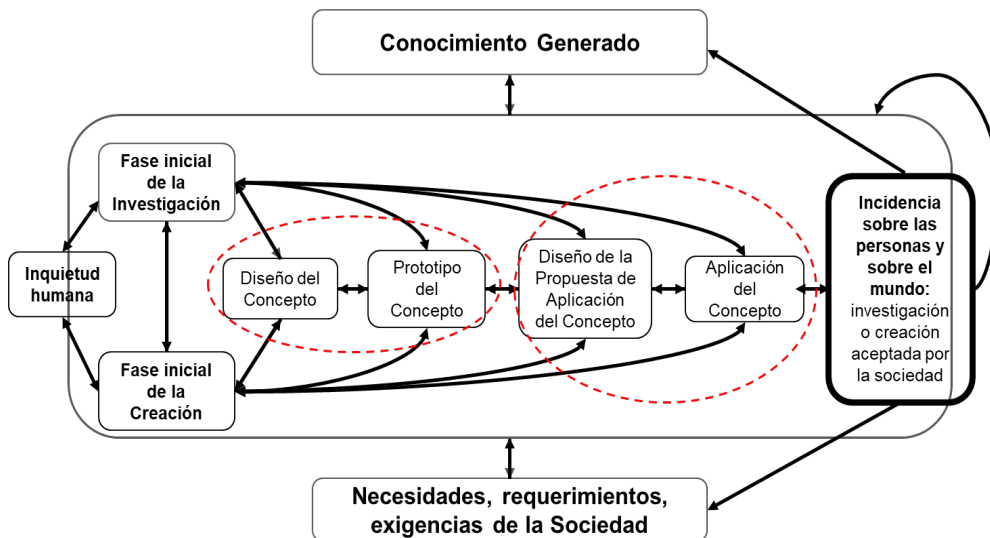 Conocimiento Generado
Fase inicial
de la
Investigación
Inquietud
humana
Fase inicial
de la
Creación
Diseño del
Concepto
Prototipo
del
Concepto
Diseño de la
Propuesta de
Aplicación
del Concepto
Aplicación
del
Concepto
Incidencia
sobre las
personas y
sobre el
mundo:
investigación
o creación
aceptada por
la sociedad
Necesidades, requerimientos,
exigencias de la Sociedad